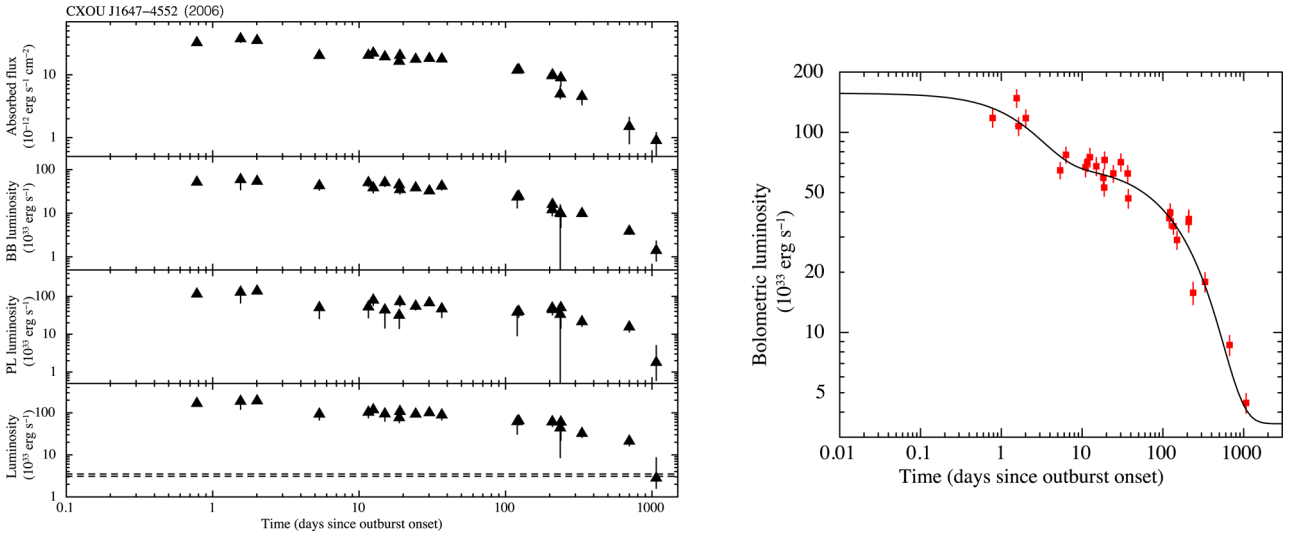 CXOU J1647−4552 (2006)
Absorbed flux
(10−12 erg s−1 cm−2)
10
1
BB luminosity
(1033 erg s−1)
100
10
1
PL luminosity
(1033 erg s−1)
100
10
1
Luminosity
(1033 erg s−1)
100
10
1
0.1
1
10
100
1000
Time (days since outburst onset)
Bolometric luminosity
(1033 erg s−1)
200
100
50
20
10
5
0.01
0.1
1
10
100
1000
Time (days since outburst onset)